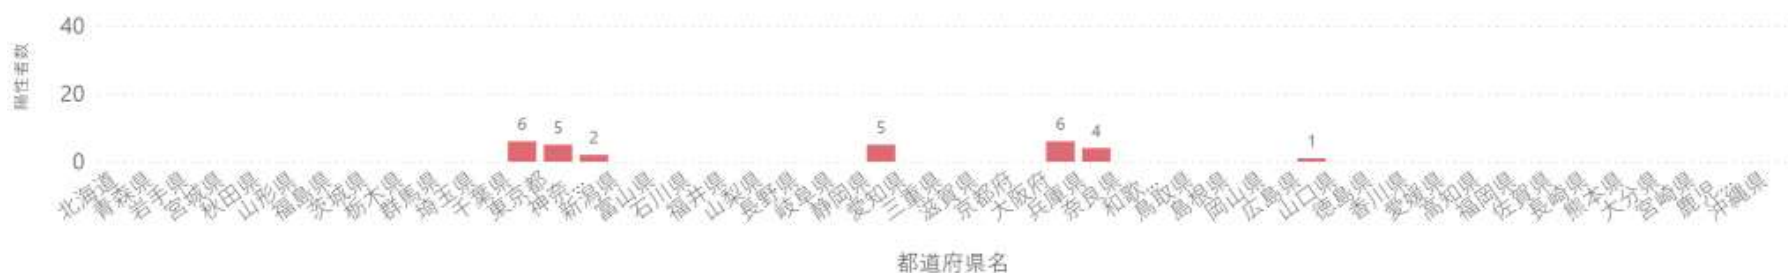 陽性者数
40
20
0
6
5
2
5
6
4
1
北海道
青森県
岩手県
宮城県
秋田県
山形県
福島県
茨城県
栃木県
群馬県
埼玉県
千葉県
東京都
神奈…
新潟県
富山県
石川県
福井県
山梨県
長野県
岐阜県
静岡県
愛知県
三重県
滋賀県
京都府
大阪府
兵庫県
奈良県
和歌…
鳥取県
島根県
岡山県
広島県
山口県
徳島県
香川県
愛媛県
高知県
福岡県
佐賀県
長崎県
熊本県
大分県
宮崎県
鹿児…
沖縄県
都道府県名